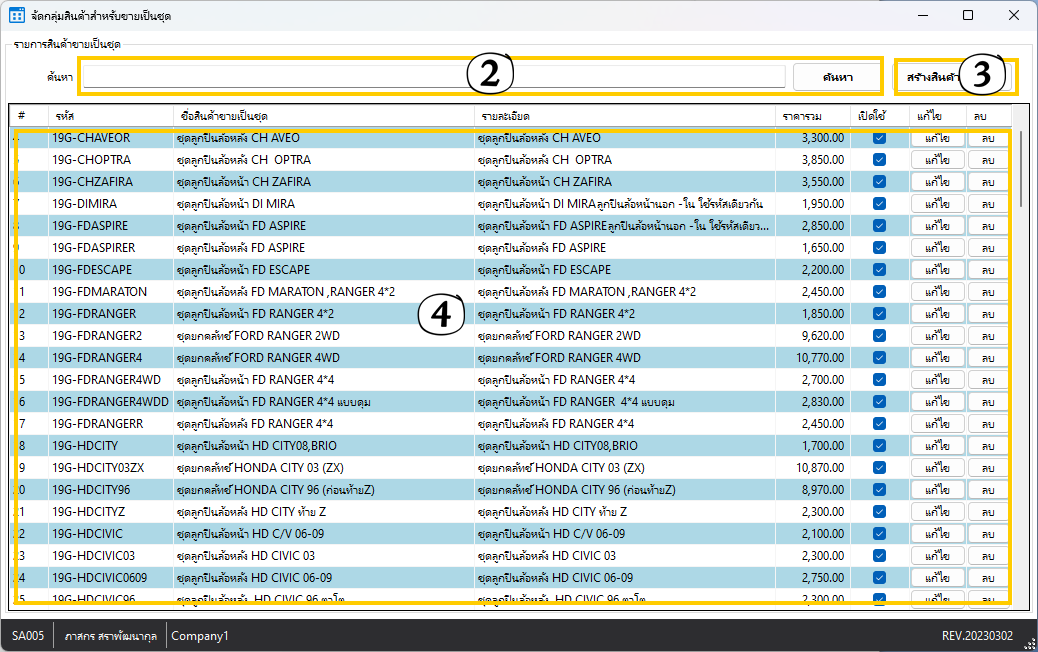 จัดกลุ่มสินค้าสำหรับขายเป็นชุด
รายการสินค้าขายเป็นชุด
ค้นหา 2 ค้นหา สร้างสินค้า 3
# รหัส ชื่อสินค้าขายเป็นชุด รายละเอียด ราคารวม เปิดใช้ แก้ไข ลบ
19G-CHAVEOR ชุดลูกปืนล้อหลัง CH AVEO ชุดลูกปืนล้อหลัง CH AVEO 3,300.00 แก้ไข ลบ
19G-CHOPTRA ชุดลูกปืนล้อหลัง CH OPTRA ชุดลูกปืนล้อหลัง CH OPTRA 3,850.00 แก้ไข ลบ
19G-CHZAFIRA ชุดลูกปืนล้อหน้า CH ZAFIRA ชุดลูกปืนล้อหน้า CH ZAFIRA 3,550.00 แก้ไข ลบ
7 19G-DIMIRA ชุดลูกปืนล้อหน้า DI MIRA ชุดลูกปืนล้อหน้า DI MIRAลูกปืนล้อหน้านอก -ใน ใช้รหัสเดียวกัน 1,950.00 แก้ไข ลบ
8 19G-FDASPIRE ชุดลูกปืนล้อหน้า FD ASPIRE ชุดลูกปืนล้อหน้า FD ASPIREลูกปืนล้อหน้านอก -ใน ใช้รหัสเดียว... 2,850.00 แก้ไข ลบ
9 19G-FDASPIRER ชุดลูกปืนล้อหลัง FD ASPIRE ชุดลูกปืนล้อหลัง FD ASPIRE 1,650.00 แก้ไข ลบ
0 19G-FDESCAPE ชุดลูกปืนล้อหน้า FD ESCAPE ชุดลูกปืนล้อหน้า FD ESCAPE 2,200.00 แก้ไข ลบ
1 19G-FDMARATON ชุดลูกปืนล้อหลัง FD MARATON ,RANGER 4*2 ชุดลูกปืนล้อหลัง FD MARATON ,RANGER 4*2 2,450.00 แก้ไข ลบ
2 19G-FDRANGER ชุดลูกปืนล้อหน้า FD RANGER 4*2 ชุดลูกปืนล้อหน้า FD RANGER 4*2 1,850.00 แก้ไข ลบ
3 19G-FDRANGER2 ชุดยกคลัทช์ FORD RANGER 2WD ชุดยกคลัทช์ FORD RANGER 2WD 9,620.00 แก้ไข ลบ
4 19G-FDRANGER4 ชุดยกคลัทช์ FORD RANGER 4WD ชุดยกคลัทช์ FORD RANGER 4WD 10,770.00 แก้ไข ลบ
5 19G-FDRANGER4WD ชุดลูกปืนล้อหน้า FD RANGER 4*4 ชุดลูกปืนล้อหน้า FD RANGER 4*4 2,700.00 แก้ไข ลบ
6 19G-FDRANGER4WDD ชุดลูกปืนล้อหน้า FD RANGER 4*4 แบบดุม ชุดลูกปืนล้อหน้า FD RANGER 4*4 แบบดุม 2,830.00 แก้ไข ลบ
7 19G-FDRANGERR ชุดลูกปืนล้อหลัง FD RANGER 4*4 ชุดลูกปืนล้อหลัง FD RANGER 4*4 2,450.00 แก้ไข ลบ
8 19G-HDCITY ชุดลูกปืนล้อหน้า HD CITY08,BRIO ชุดลูกปืนล้อหน้า HD CITY08,BRIO 1,700.00 แก้ไข ลบ
9 19G-HDCITY03ZX ชุดยกคลัทช์ HONDA CITY 03 (ZX) ชุดยกคลัทช์ HONDA CITY 03 (ZX) 10,870.00 แก้ไข ลบ
20 19G-HDCITY96 ชุดยกคลัทช์ HONDA CITY 96 (ก่อนท้ายZ) ชุดยกคลัทช์ HONDA CITY 96 (ก่อนท้ายZ) 8,970.00 แก้ไข ลบ
21 19G-HDCITYZ ชุดลูกปืนล้อหลัง HD CITY ท้าย Z ชุดลูกปืนล้อหลัง HD CITY ท้าย Z 2,300.00 แก้ไข ลบ
22 19G-HDCIVIC ชุดลูกปืนล้อหน้า HD C/V 06-09 ชุดลูกปืนล้อหน้า HD C/V 06-09 2,100.00 แก้ไข ลบ
23 19G-HDCIVIC03 ชุดลูกปืนล้อหลัง HD CIVIC 03 ชุดลูกปืนล้อหลัง HD CIVIC 03 2,300.00 แก้ไข ลบ
24 19G-HDCIVIC0609 ชุดลูกปืนล้อหลัง HD CIVIC 06-09 ชุดลูกปืนล้อหลัง HD CIVIC 06-09 2,750.00 แก้ไข ลบ
25 19G-HDCIVIC96 ชุดลูกปืนล้อหลัง HD CIVIC 96 ตาโต ชุดลูกปืนล้อหลัง HD CIVIC 96 ตาโต 2,300.00 แก้ไข ลบ
4
SA005 ภาสกร สราพัฒนากุล Company1 REV.20230302